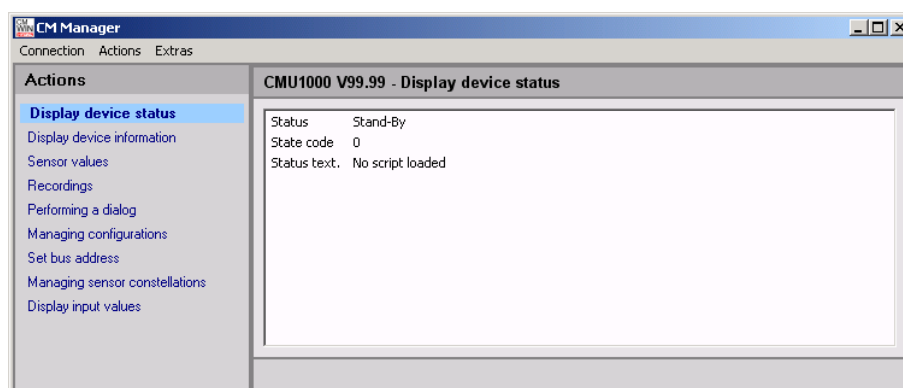 CM Manager
Connection Actions Extras
Actions
Display device status
Display device information
Sensor values
Recordings
Performing a dialog
Managing configurations
Set bus address
Managing sensor constellations
Display input values
CMU1000 V99.99 - Display device status
Status Stand-By
State code 0
Status text. No script loaded